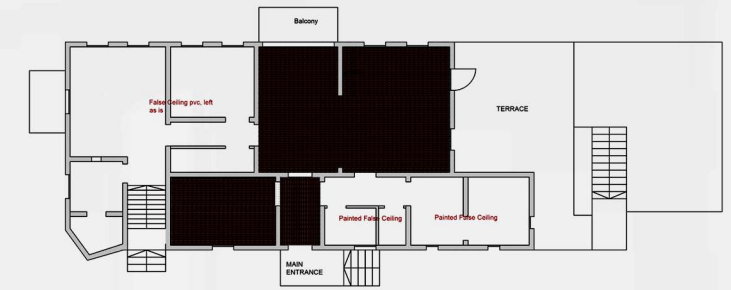 Balcony
False Ceiling pvc, left
as is
TERRACE
Painted False Ceiling
Painted False Ceiling
MAIN
ENTRANCE